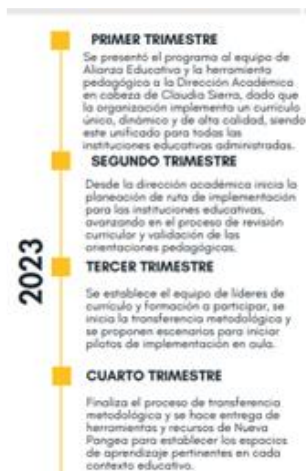 PRIMER TRIMESTRE
Se presentó el programa al equipo de
Alianza Educativa y la herramienta
pedagógica a la Dirección Académica
en cabeza de Claudia Sierra, dado que
la organización implementa un currículo
único, dinámico y de alta calidad, siendo
este unificado para todas las
instituciones educativas administradas.
SEGUNDO TRIMESTRE
Desde la dirección académica inicia la
planeación de ruta de implementación
para las instituciones educativas,
avanzando en el proceso de revisión
curricular y validación de las
orientaciones pedagógicas.
2023
TERCER TRIMESTRE
Se establece el equipo de líderes de
currículo y formación a participar, se
inicia la transferencia metodológica y
se proponen escenarios para iniciar
pilotos de implementación en aula.
CUARTO TRIMESTRE
Finaliza el proceso de transferencia
metodológica y se hace entrega de
herramientas y recursos de Nueva
Pangea para establecer los espacios
de aprendizaje pertinentes en cada
contexto educativo.